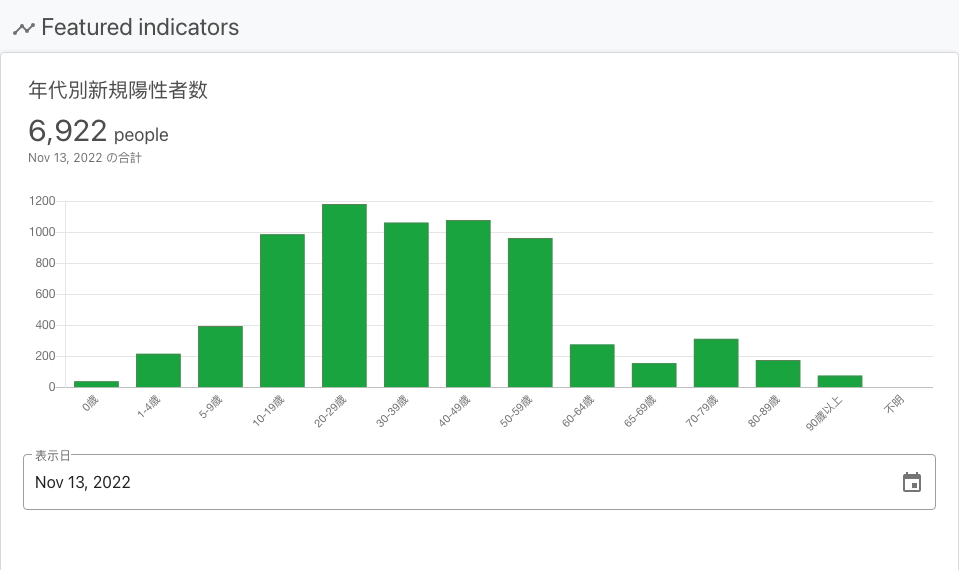 Featured indicators
年代別新規陽性者数
6,922 people
Nov 13, 2022 の合計
1200
1000
800
600
400
200
0
0歳
1-4歳
5-9歳
10-19歳
20-29歳
30-39歳
40-49歳
50-59歳
60-64歳
65-69歳
70-79歳
80-89歳
90歳以上
不明
表示日
Nov 13, 2022